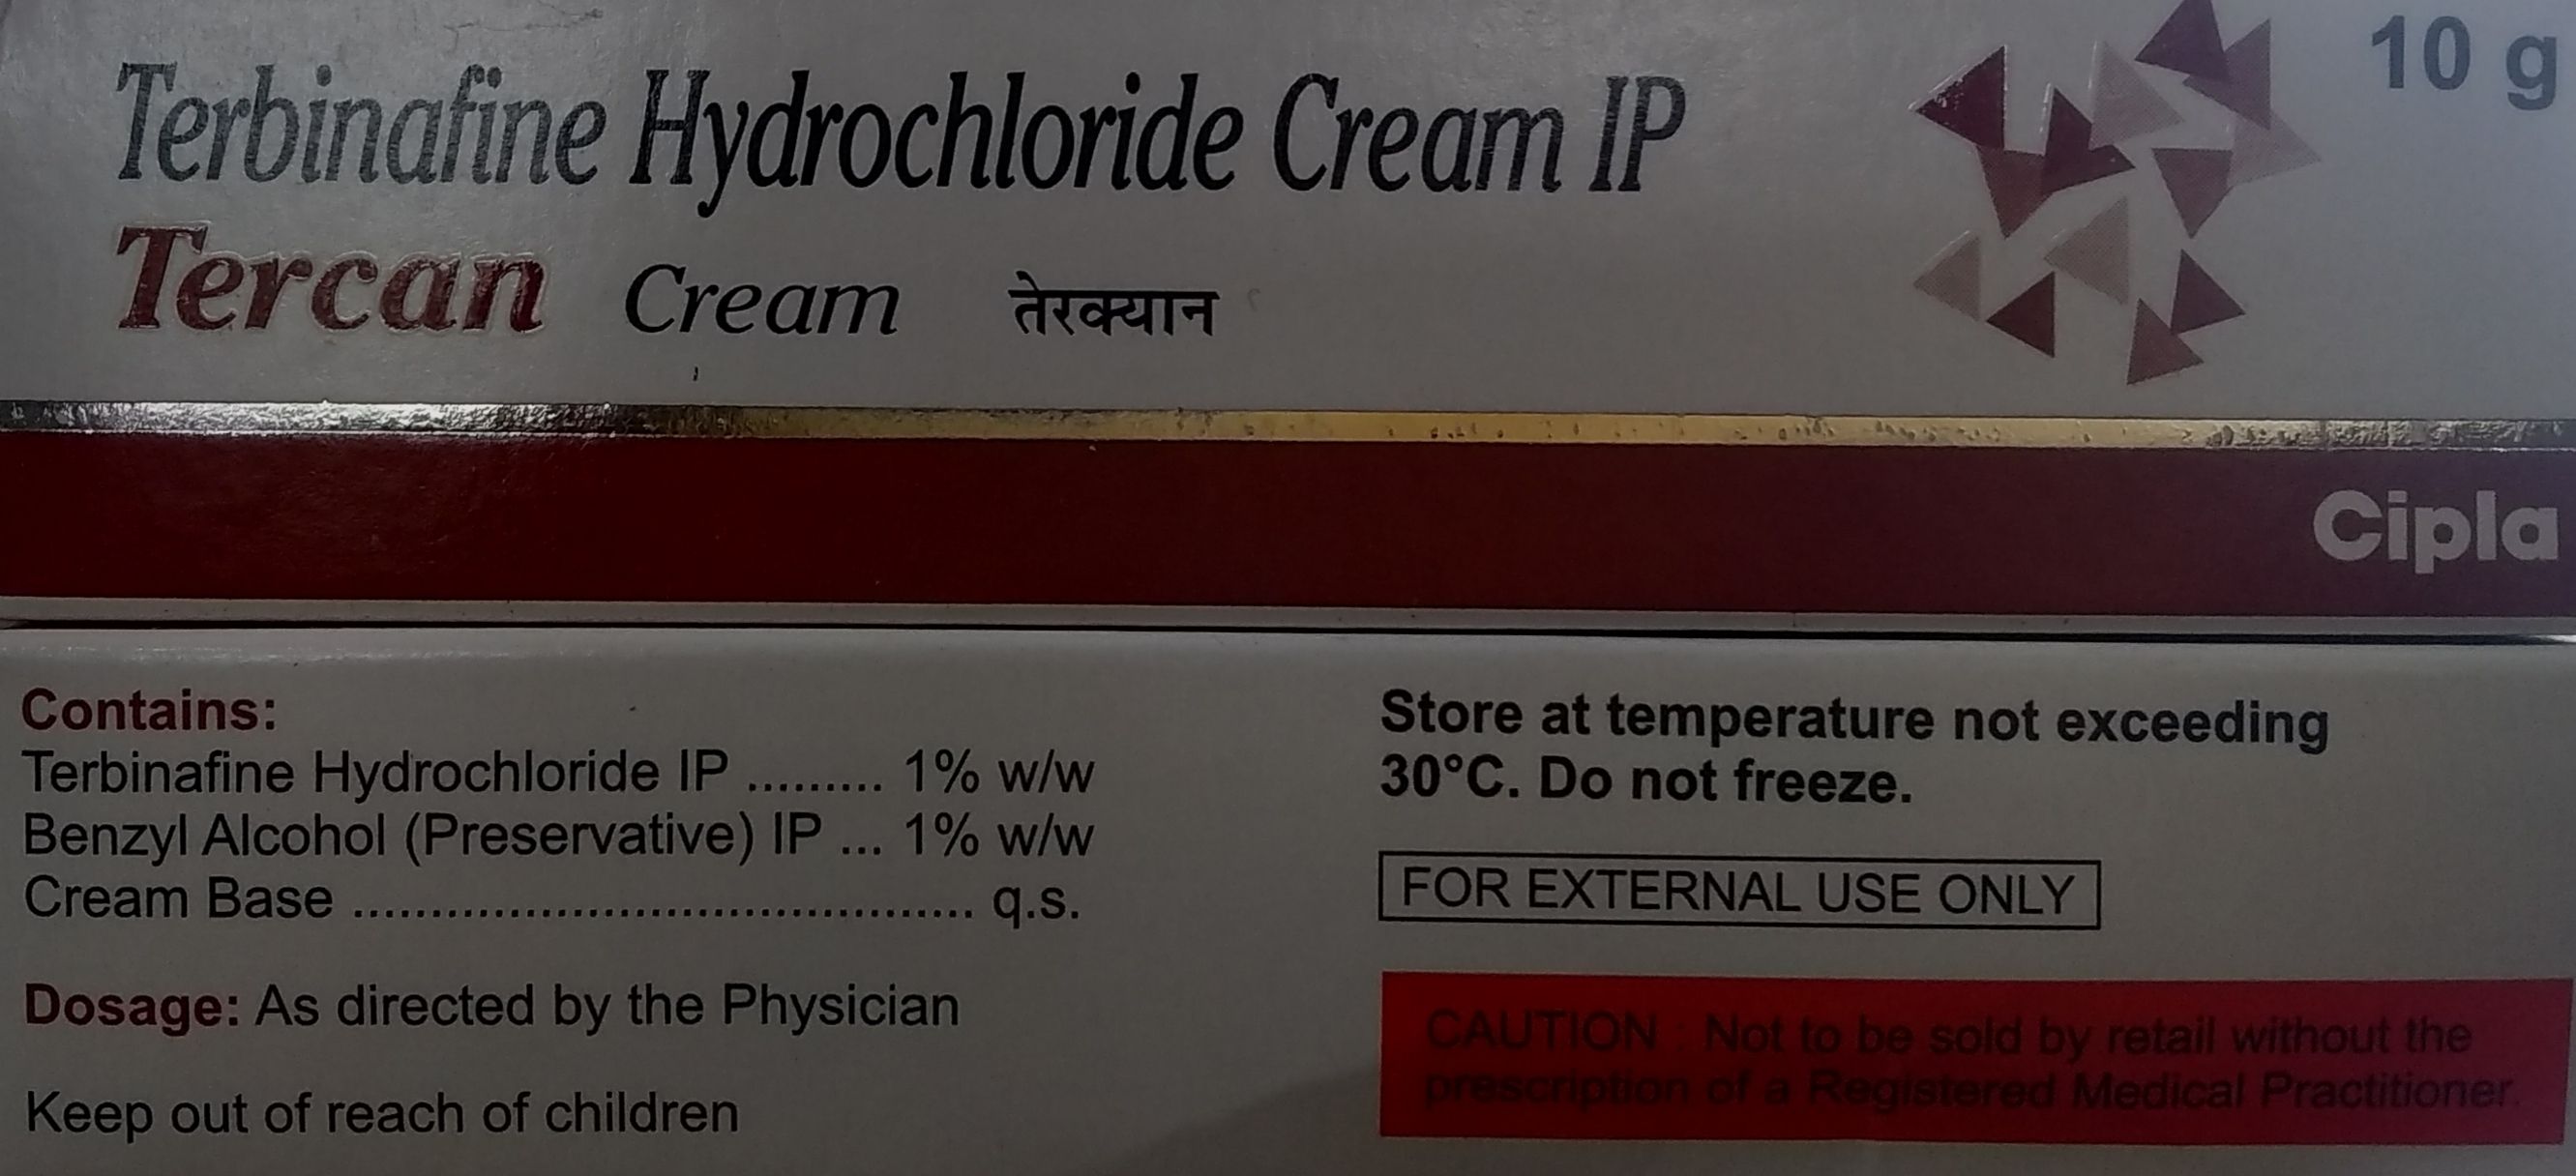 Terbinafine Hydrochloride Cream IP
10 g
Tercan Cream तेरक्यान
Cipla
Contains:
Terbinafine Hydrochloride IP ......... 1% w/w
Benzyl Alcohol (Preservative) IP ... 1% w/w
Cream Base ........................................ q.s.
Dosage: As directed by the Physician
Keep out of reach of children
Store at temperature not exceeding
30°C. Do not freeze.
FOR EXTERNAL USE ONLY
CAUTION : Not to be sold by retail without the
prescription of a Registered Medical Practitioner.